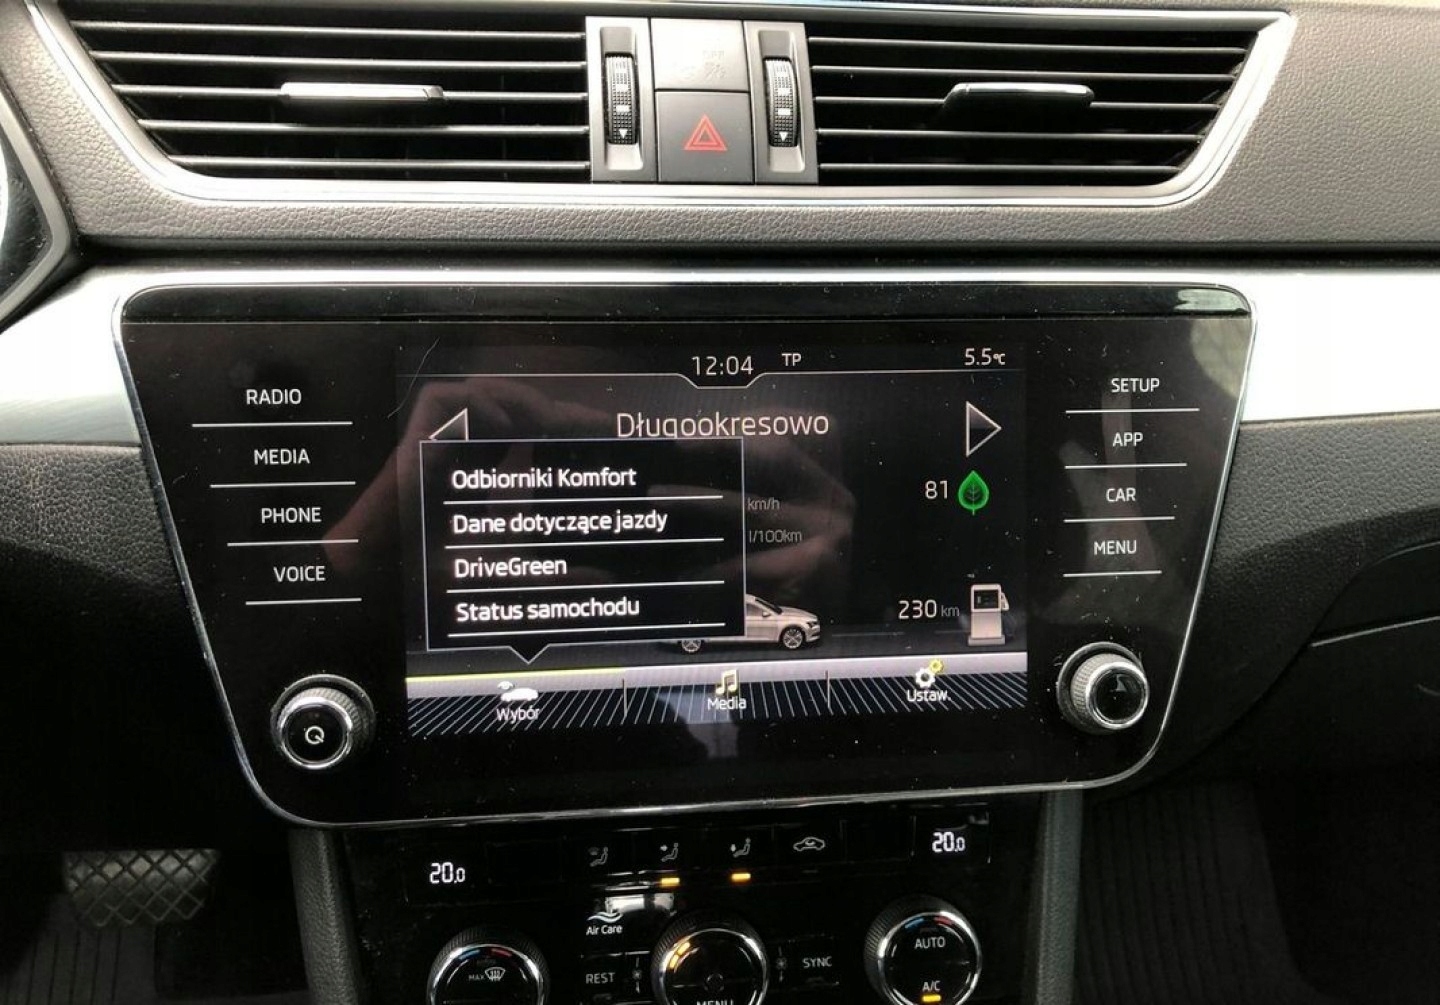 12:04
TP
5.5°C
RADIO
MEDIA
PHONE
VOICE
Długookresowo
Odbiorniki Komfort
Dane dotyczące jazdy
DriveGreen
Status samochodu
km/h
l/100km
81
230 km
Wybór
Media
Ustaw.
SETUP
APP
CAR
MENU
20.0
20.0
Air Care
MAX
REST
SYNC
AUTO
A/C
MENU